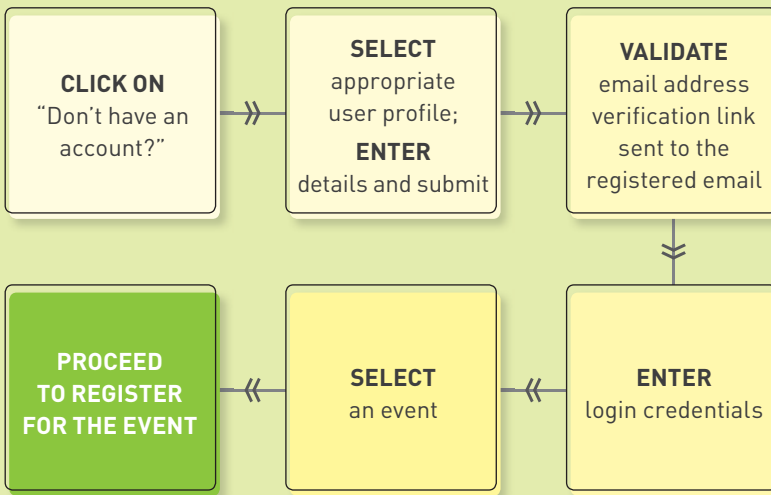 CLICK ON
“Don't have an
account?”
SELECT
appropriate
user profile;
ENTER
details and submit
VALIDATE
email address
verification link
sent to the
registered email
ENTER
login credentials
SELECT
an event
PROCEED
TO REGISTER
FOR THE EVENT